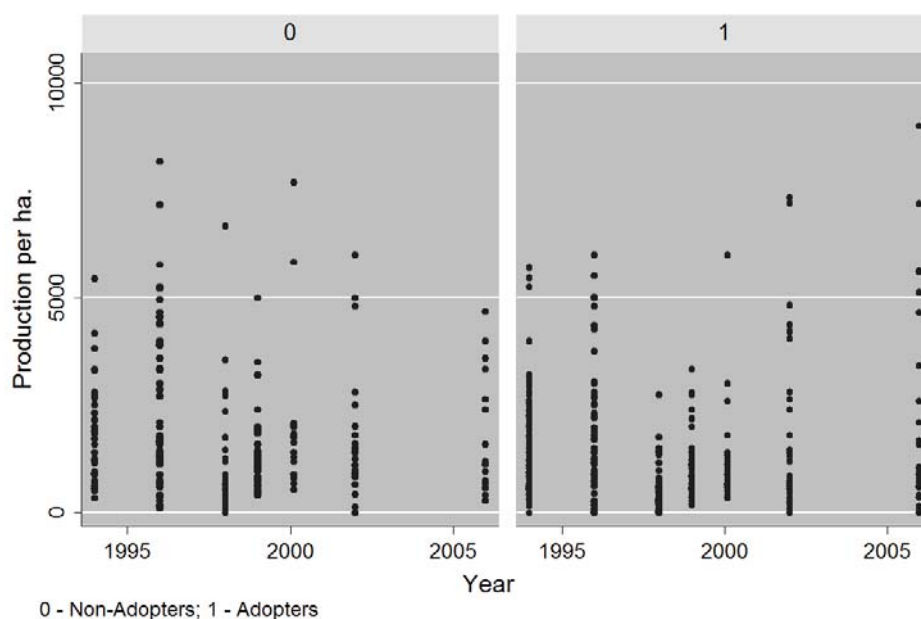 0 1
Production per ha.
10000
5000
0
1995 2000 2005 1995 2000 2005
Year
0 - Non-Adopters; 1 - Adopters